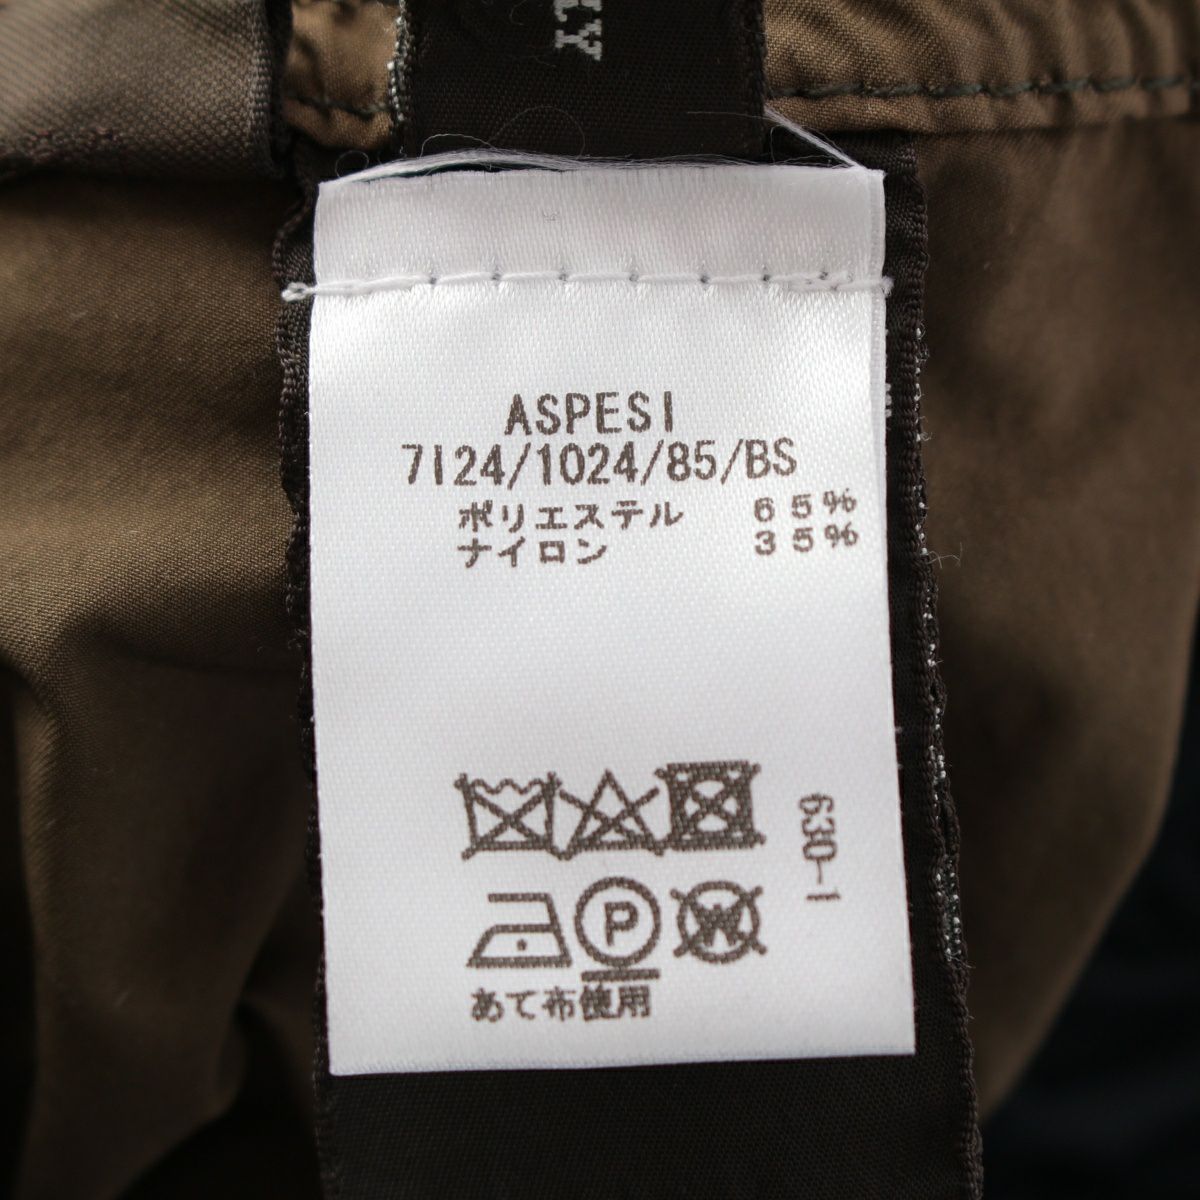 ASPESI
7I24/1024/85/BS
ポリエステル 65%
ナイロン 35%
630-1
P
W
あて布使用